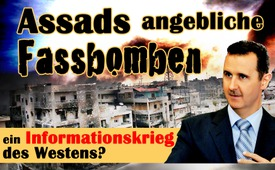 Assads angebliche
Fassbomben
ein Informationskrieg
des Westens?